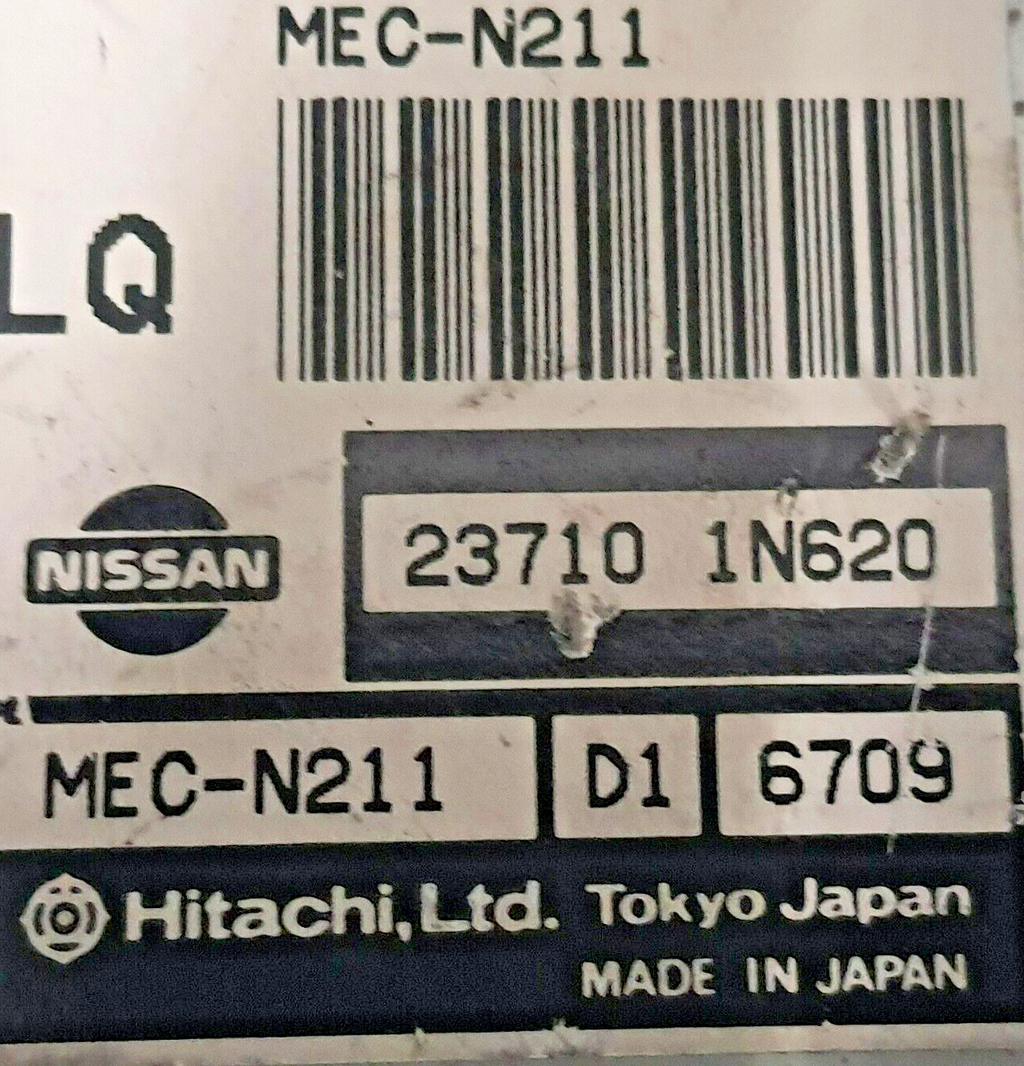 MEC-N211
LQ
NISSAN
23710 1N620
MEC-N211 D1 6709
Hitachi, Ltd. Tokyo Japan
MADE IN JAPAN